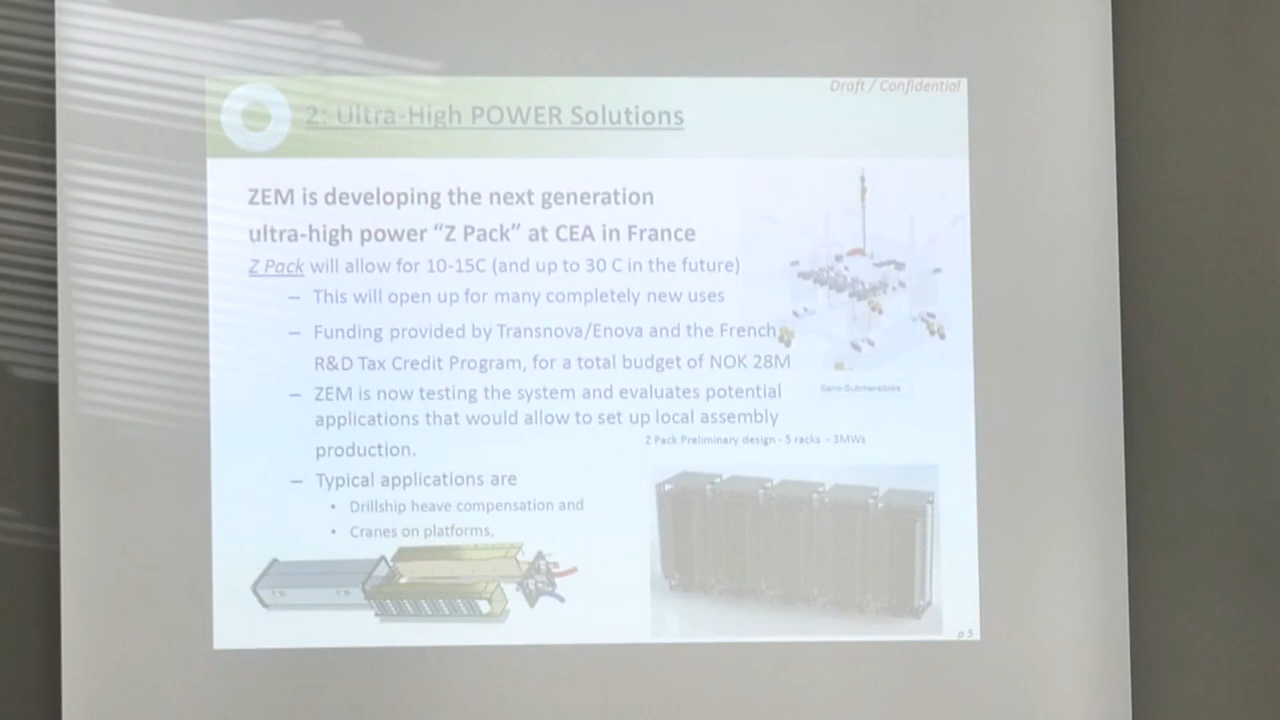 Draft / Confidential
2: Ultra-High POWER Solutions
ZEM is developing the next generation
ultra-high power “Z Pack” at CEA in France
Z Pack will allow for 10-15C (and up to 30 C in the future)
– This will open up for many completely new uses
– Funding provided by Transnova/Enova and the French
R&D Tax Credit Program, for a total budget of NOK 28M
– ZEM is now testing the system and evaluates potential
applications that would allow to set up local assembly
production.
– Typical applications are
• Drillship heave compensation and
• Cranes on platforms,
Semi-Submersibles
Z Pack Preliminary design - 5 racks - 3MWs
p 5